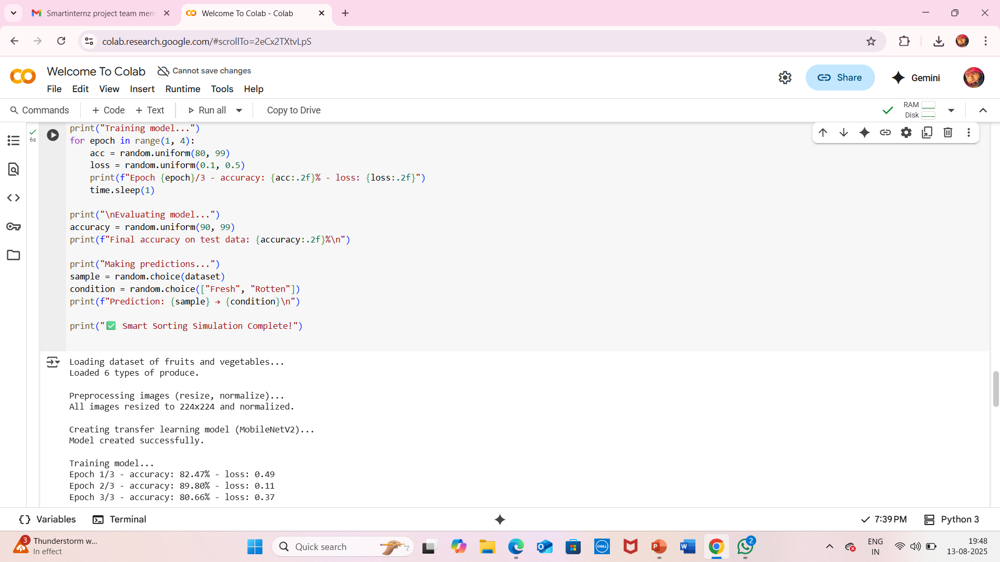 Smartinternz project team mem
Welcome To Colab - Colab
colab.research.google.com/#scrollTo=2eCx2TXtvLpS
Welcome To Colab
Cannot save changes
File Edit View Insert Runtime Tools Help
Share
Gemini
Commands + Code + Text Run all Copy to Drive
RAM
Disk
6s
print("Training model...")
for epoch in range(1, 4):
    acc = random.uniform(80, 99)
    loss = random.uniform(0.1, 0.5)
    print(f"Epoch {epoch}/3 - accuracy: {acc:.2f}% - loss: {loss:.2f}")
    time.sleep(1)
print("\nEvaluating model...")
accuracy = random.uniform(90, 99)
print(f"Final accuracy on test data: {accuracy:.2f}%\n")
print("Making predictions...")
sample = random.choice(dataset)
condition = random.choice(["Fresh", "Rotten"])
print(f"Prediction: {sample} → {condition}\n")
print("✅ Smart Sorting Simulation Complete!")
Loading dataset of fruits and vegetables...
Loaded 6 types of produce.
Preprocessing images (resize, normalize)...
All images resized to 224x224 and normalized.
Creating transfer learning model (MobileNetV2)...
Model created successfully.
Training model...
Epoch 1/3 - accuracy: 82.47% - loss: 0.49
Epoch 2/3 - accuracy: 89.80% - loss: 0.11
Epoch 3/3 - accuracy: 80.66% - loss: 0.37
Variables
Terminal
7:39 PM
Python 3
3
Thunderstorm w...
In effect
Quick search
DELL
2
ENG
IN
19:48
13-08-2025